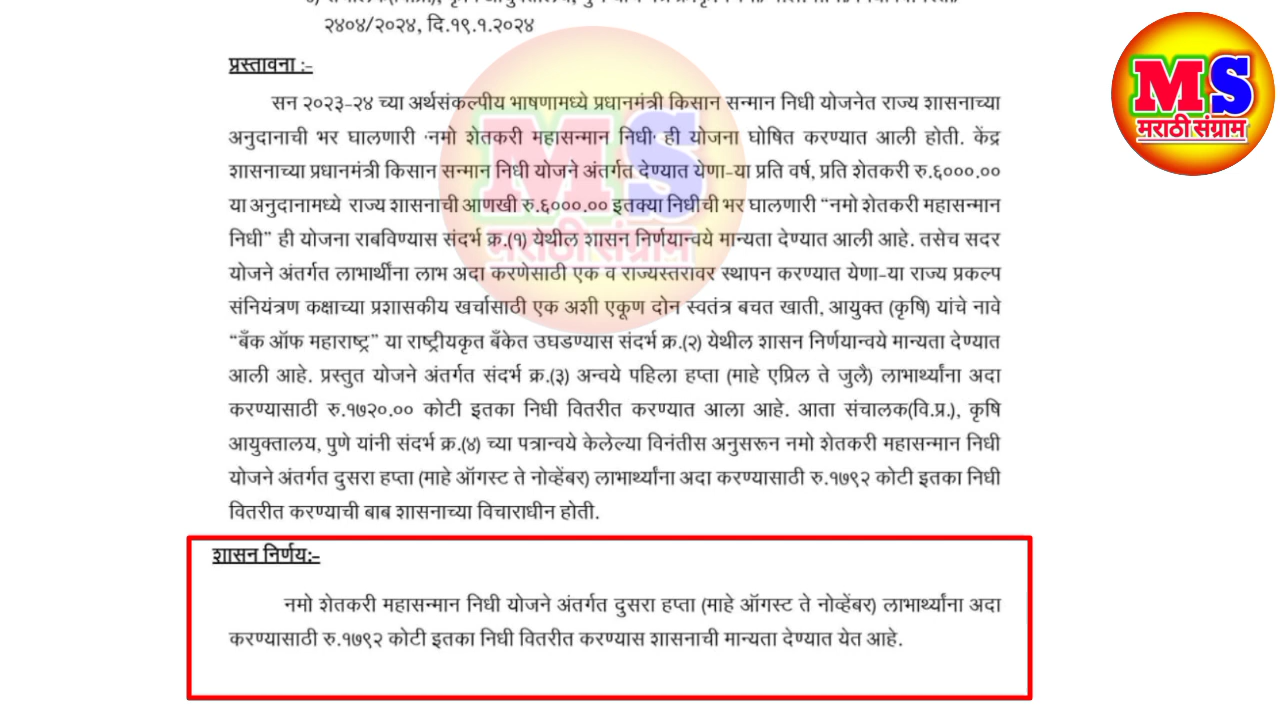 २४०४/२०२४, दि.१९.१.२०२४
प्रस्तावना :-
सन २०२३-२४ च्या अर्थसंकल्पीय भाषणामध्ये प्रधानमंत्री किसान सन्मान निधी योजनेत राज्य शासनाच्या
अनुदानाची भर घालणारी 'नमो शेतकरी महासन्मान निधी' ही योजना घोषित करण्यात आली होती. केंद्र
शासनाच्या प्रधानमंत्री किसान सन्मान निधी योजने अंतर्गत देण्यात येणा-या प्रति वर्ष, प्रति शेतकरी रु.६०००.००
या अनुदानामध्ये राज्य शासनाची आणखी रु.६०००.०० इतक्या निधीची भर घालणारी “नमो शेतकरी महासन्मान
निधी” ही योजना राबविण्यास संदर्भ क्र.(१) येथील शासन निर्णयान्वये मान्यता देण्यात आली आहे. तसेच सदर
योजने अंतर्गत लाभार्थींना लाभ अदा करणेसाठी एक व राज्यस्तरावर स्थापन करण्यात येणा-या राज्य प्रकल्प
संनियंत्रण कक्षाच्या प्रशासकीय खर्चासाठी एक अशी एकूण दोन स्वतंत्र बचत खाती, आयुक्त (कृषि) यांचे नावे
“बँक ऑफ महाराष्ट्र” या राष्ट्रीयकृत बँकेत उघडण्यास संदर्भ क्र.(२) येथील शासन निर्णयान्वये मान्यता देण्यात
आली आहे. प्रस्तुत योजने अंतर्गत संदर्भ क्र.(३) अन्वये पहिला हप्ता (माहे एप्रिल ते जुलै) लाभार्थ्यांना अदा
करण्यासाठी रु.१७२०.०० कोटी इतका निधी वितरीत करण्यात आला आहे. आता संचालक(वि.प्र.), कृषि
आयुक्तालय, पुणे यांनी संदर्भ क्र.(४) च्या पत्रान्वये केलेल्या विनंतीस अनुसरून नमो शेतकरी महासन्मान निधी
योजने अंतर्गत दुसरा हप्ता (माहे ऑगस्ट ते नोव्हेंबर) लाभार्थ्यांना अदा करण्यासाठी रु.१७९२ कोटी इतका निधी
वितरीत करण्याची बाब शासनाच्या विचाराधीन होती.
शासन निर्णय:-
नमो शेतकरी महासन्मान निधी योजने अंतर्गत दुसरा हप्ता (माहे ऑगस्ट ते नोव्हेंबर) लाभार्थ्यांना अदा
करण्यासाठी रु.१७९२ कोटी इतका निधी वितरीत करण्यास शासनाची मान्यता देण्यात येत आहे.
MS
मराठी संग्राम
MS
मराठी संग्राम